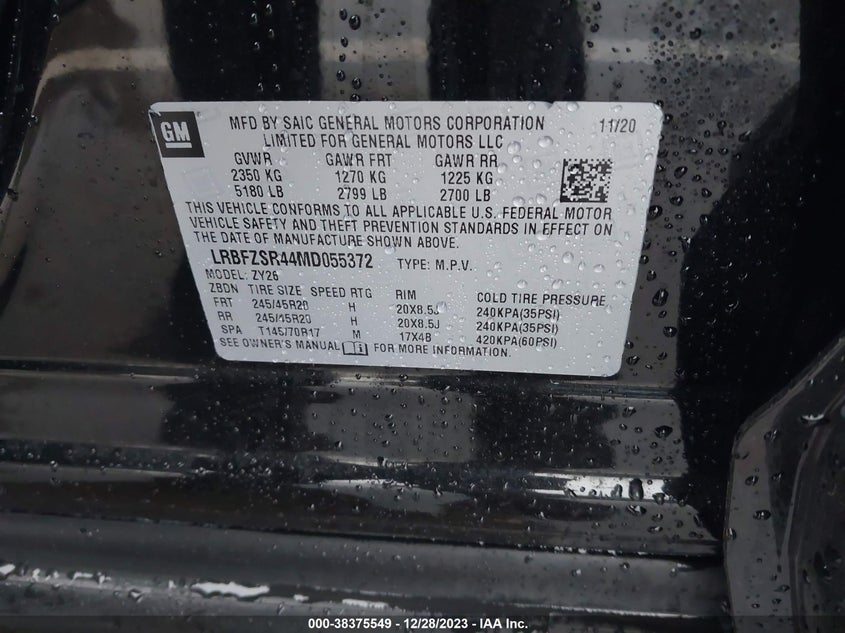 GM
MFD BY SAIC GENERAL MOTORS CORPORATION 11/20
LIMITED FOR GENERAL MOTORS LLC
GVWR GAWR FRT GAWR RR
2350 KG 1270 KG 1225 KG
5180 LB 2799 LB 2700 LB
THIS VEHICLE CONFORMS TO ALL APPLICABLE U.S. FEDERAL MOTOR
VEHICLE SAFETY AND THEFT PREVENTION STANDARDS IN EFFECT ON
THE DATE OF MANUFACTURE SHOWN ABOVE.
LRBFZSR44MD055372 TYPE: M.P.V.
MODEL: ZY26
ZBDN TIRE SIZE SPEED RTG RIM COLD TIRE PRESSURE
FRT 245/45R20 H 20X8.5J 240KPA(35PSI)
RR 245/45R20 H 20X8.5J 240KPA(35PSI)
SPA T145/70R17 M 17X4B 420KPA(60PSI)
SEE OWNER'S MANUAL FOR MORE INFORMATION.
000-38375549 - 12/28/2023 - IAA Inc.